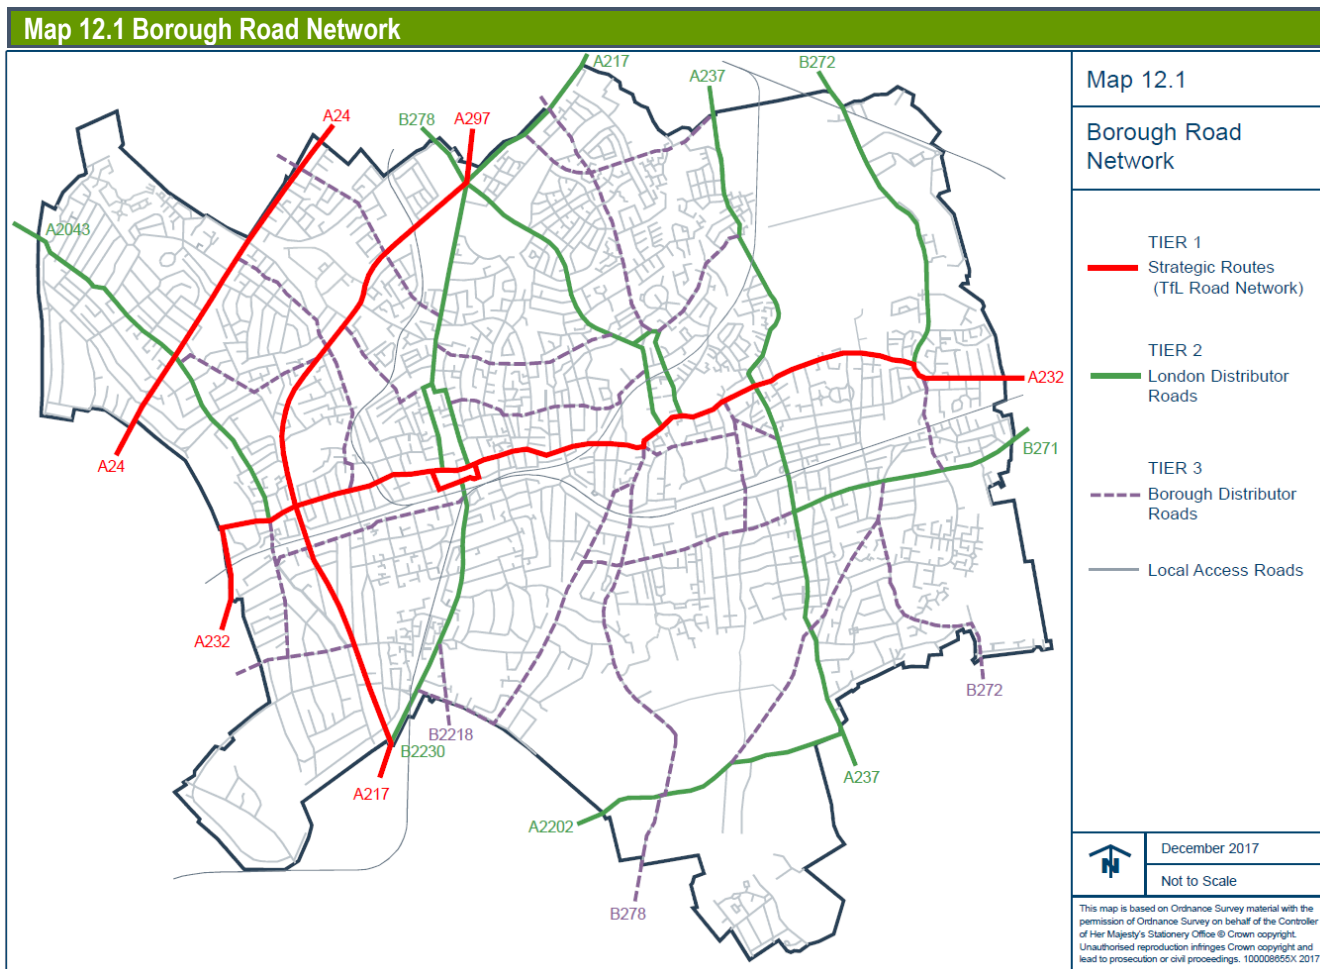 Map 12.1 Borough Road Network
A217
A237
B272
A24
B278
A297
A2043
A232
A24
B271
A232
B272
B2218
B2230
A217
A237
A2202
B278
Map 12.1
Borough Road
Network
TIER 1
Strategic Routes
(TfL Road Network)
TIER 2
London Distributor
Roads
TIER 3
Borough Distributor
Roads
Local Access Roads
N
December 2017
Not to Scale
This map is based on Ordnance Survey material with the
permission of Ordnance Survey on behalf of the Controller
of Her Majesty's Stationery Office © Crown copyright.
Unauthorised reproduction infringes Crown copyright and
lead to prosecution or civil proceedings. 100008655X 2017